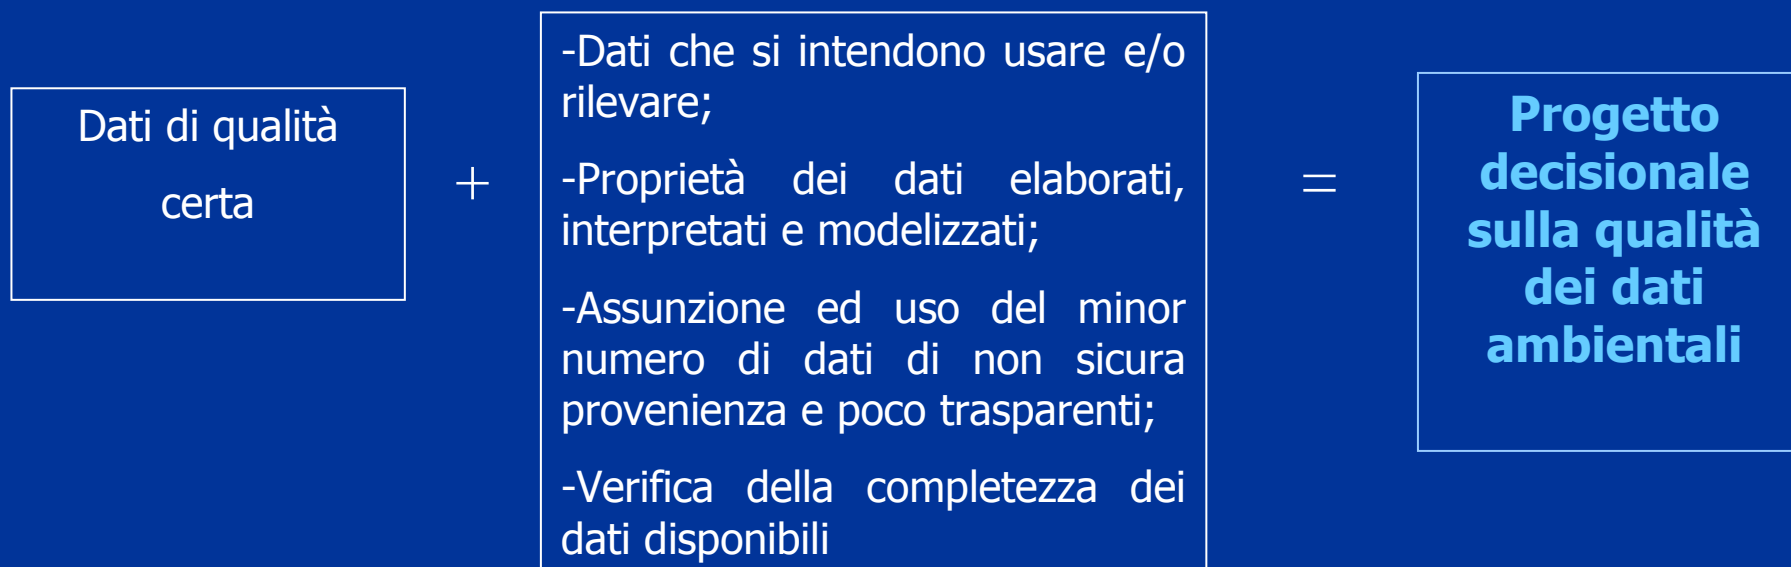 Dati di qualità
certa
+
-Dati che si intendono usare e/o
rilevare;
-Proprietà dei dati elaborati,
interpretati e modelizzati;
-Assunzione ed uso del minor
numero di dati di non sicura
provenienza e poco trasparenti;
-Verifica della completezza dei
dati disponibili
=
Progetto
decisionale
sulla qualità
dei dati
ambientali